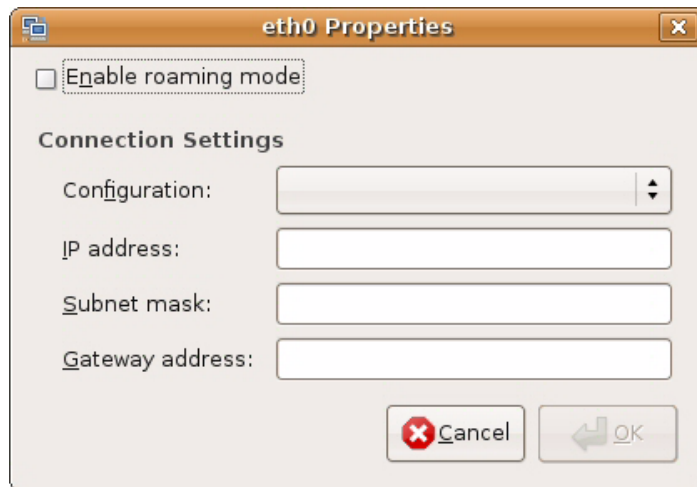 eth0 Properties
Enable roaming mode
Connection Settings
Configuration:
IP address:
Subnet mask:
Gateway address:
Cancel
OK